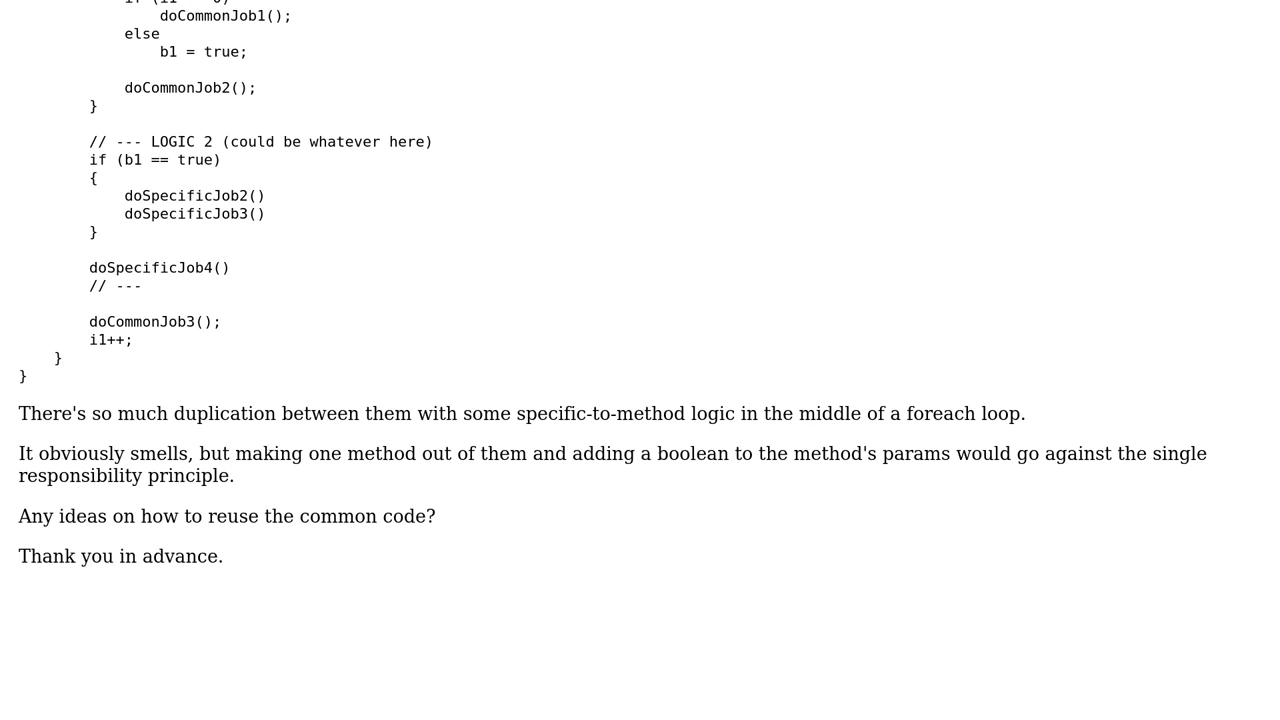 doCommonJob1();
else
b1 = true;
doCommonJob2();
}
// --- LOGIC 2 (could be whatever here)
if (b1 == true)
{
doSpecificJob2()
doSpecificJob3()
}
doSpecificJob4()
// ---
doCommonJob3();
i1++;
}
}
There's so much duplication between them with some specific-to-method logic in the middle of a foreach loop.
It obviously smells, but making one method out of them and adding a boolean to the method's params would go against the single
responsibility principle.
Any ideas on how to reuse the common code?
Thank you in advance.